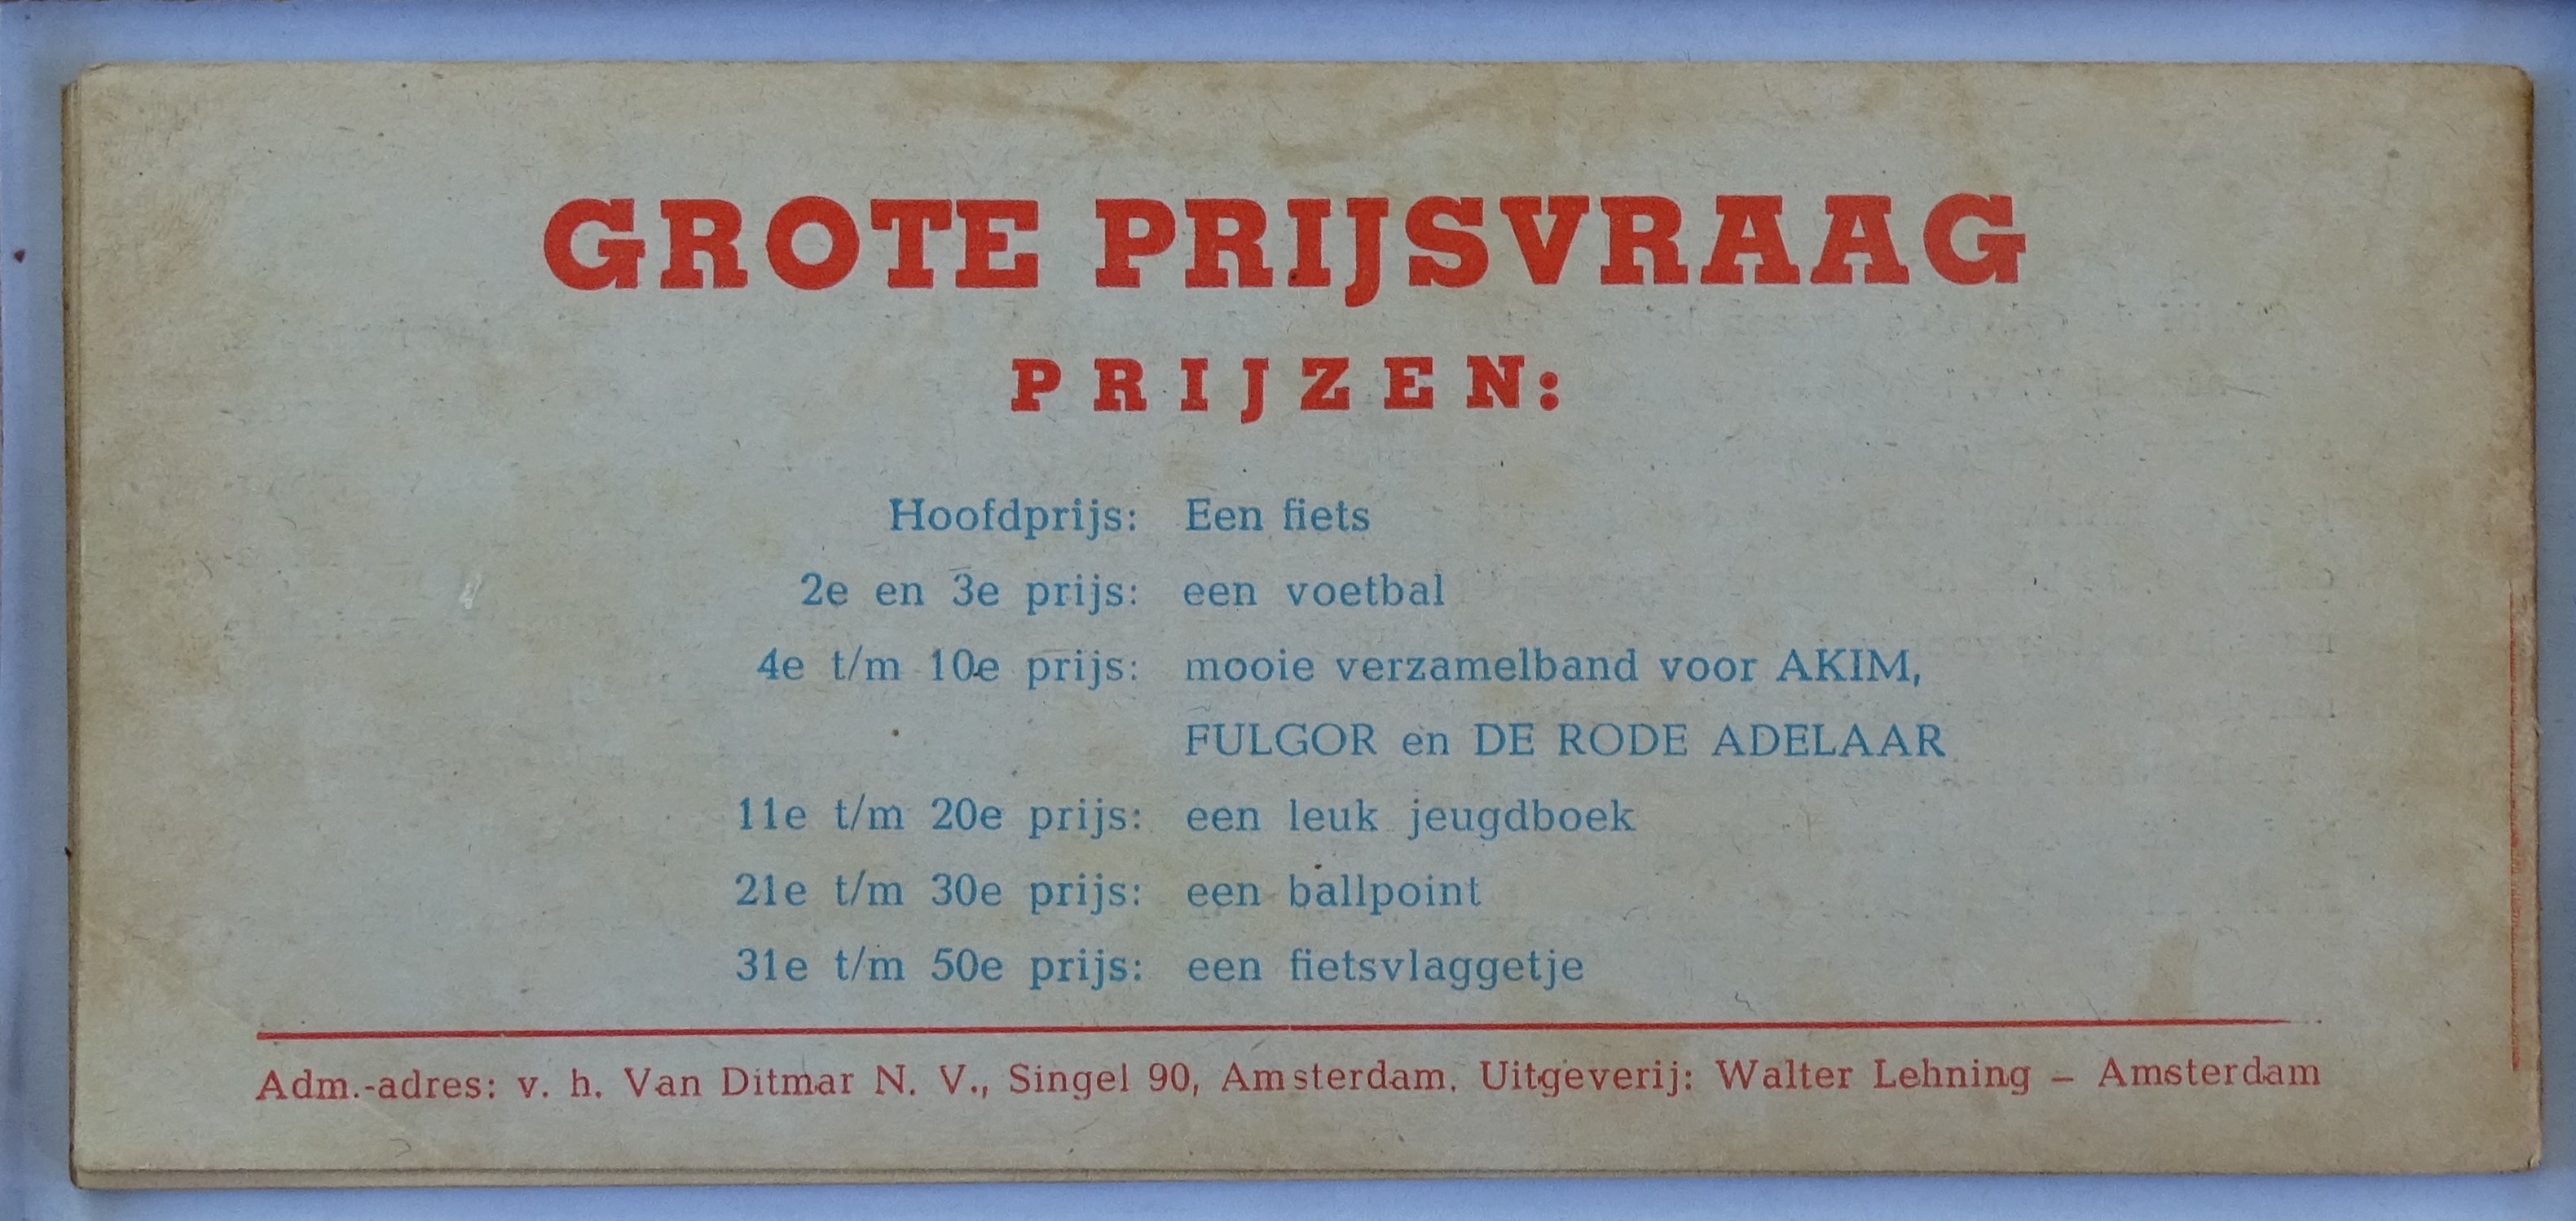 GROTE PRIJSVRAAG
PRIJZEN:
Hoofdprijs: Een fiets
2e en 3e prijs: een voetbal
4e t/m 10e prijs: mooie verzamelband voor AKIM,
FULGOR en DE RODE ADELAAR
11e t/m 20e prijs: een leuk jeugdboek
21e t/m 30e prijs: een ballpoint
31e t/m 50e prijs: een fietsvlaggetje
Adm.-adres: v. h. Van Ditmar N. V., Singel 90, Amsterdam. Uitgeverij: Walter Lehning – Amsterdam